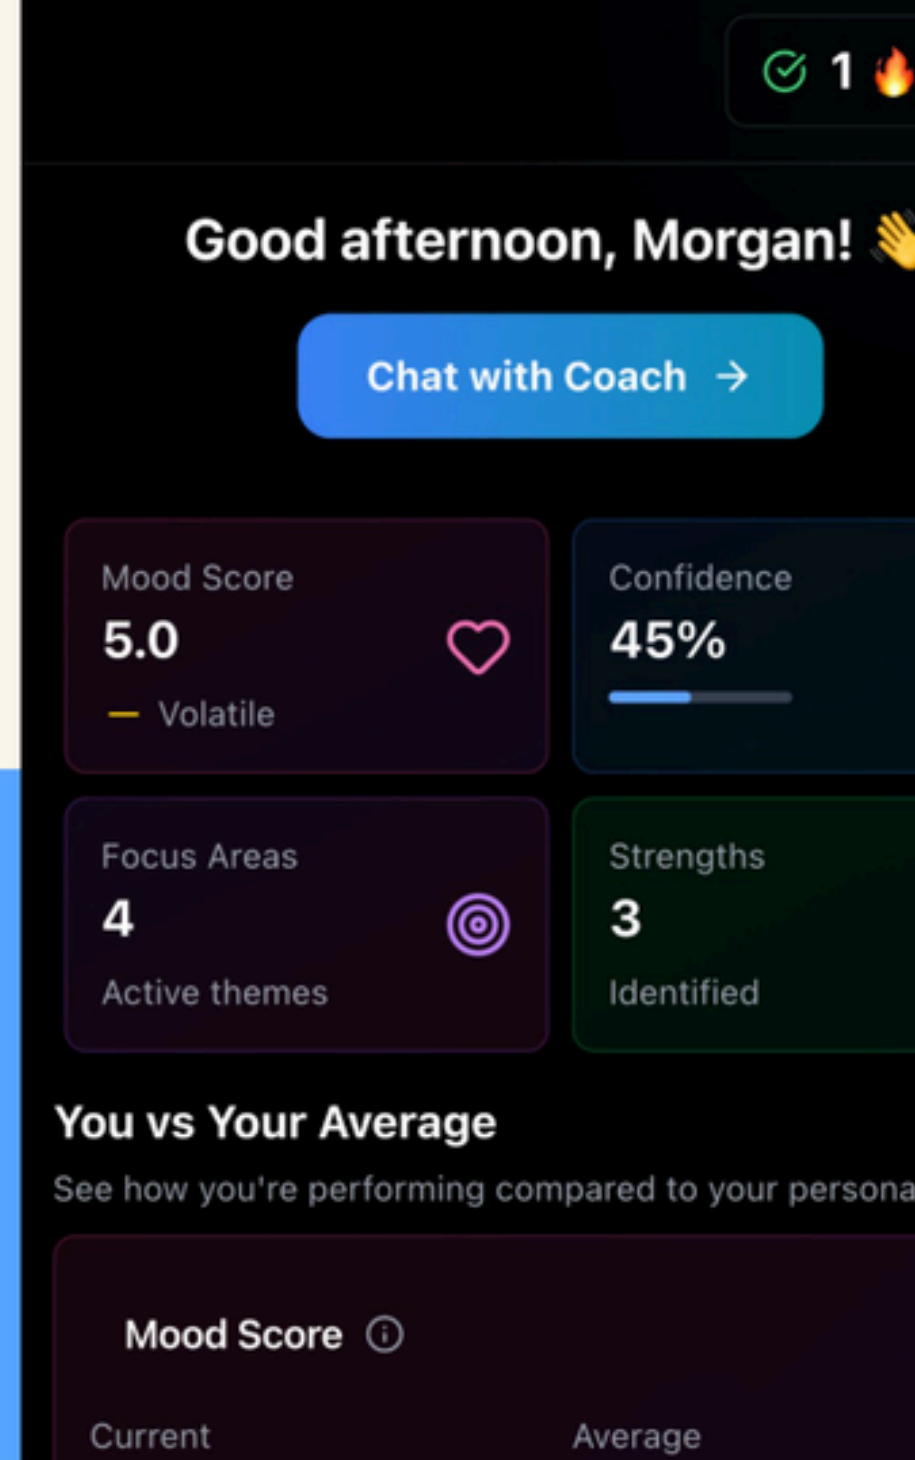 1 🔥
Good afternoon, Morgan! 👋
Chat with Coach →
Mood Score
5.0
— Volatile
Confidence
45%
Focus Areas
4
Active themes
Strengths
3
Identified
You vs Your Average
See how you're performing compared to your persona
Mood Score
Current
Average